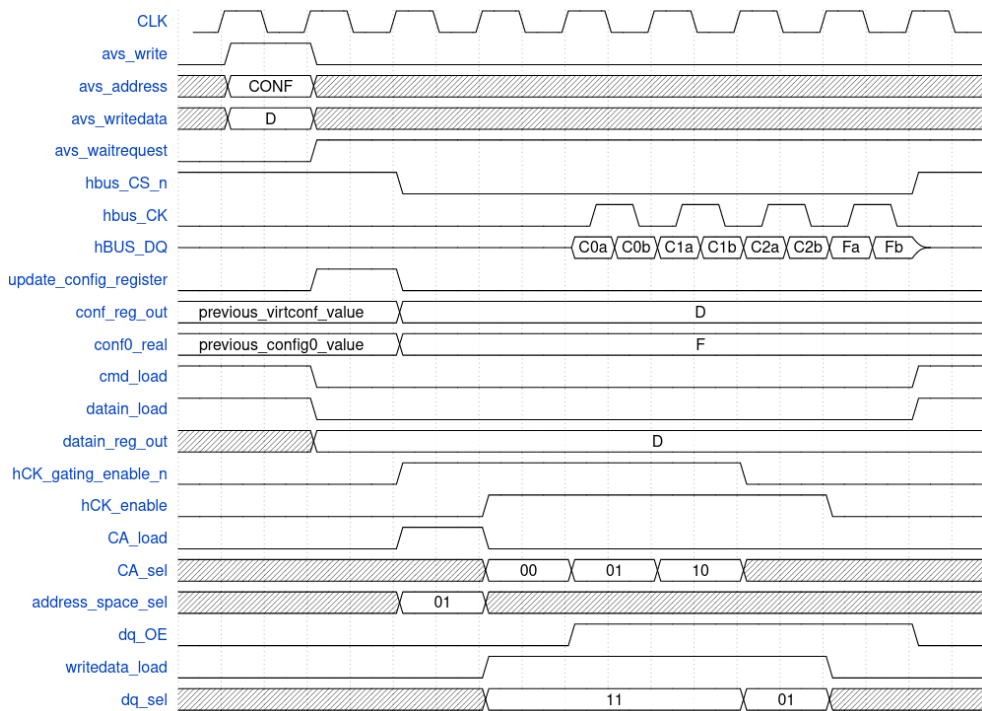 CLK
avs_write
avs_address CONF
avs_writedata D
avs_waitrequest
hbus_CS_n
hbus_CK
hBUS_DQ C0a C0b C1a C1b C2a C2b Fa Fb
update_config_register
conf_reg_out previous_virtconf_value D
conf0_real previous_config0_value F
cmd_load
datain_load
datain_reg_out D
hCK_gating_enable_n
hCK_enable
CA_load
CA_sel 00 01 10
address_space_sel 01
dq_OE
writedata_load
dq_sel 11 01